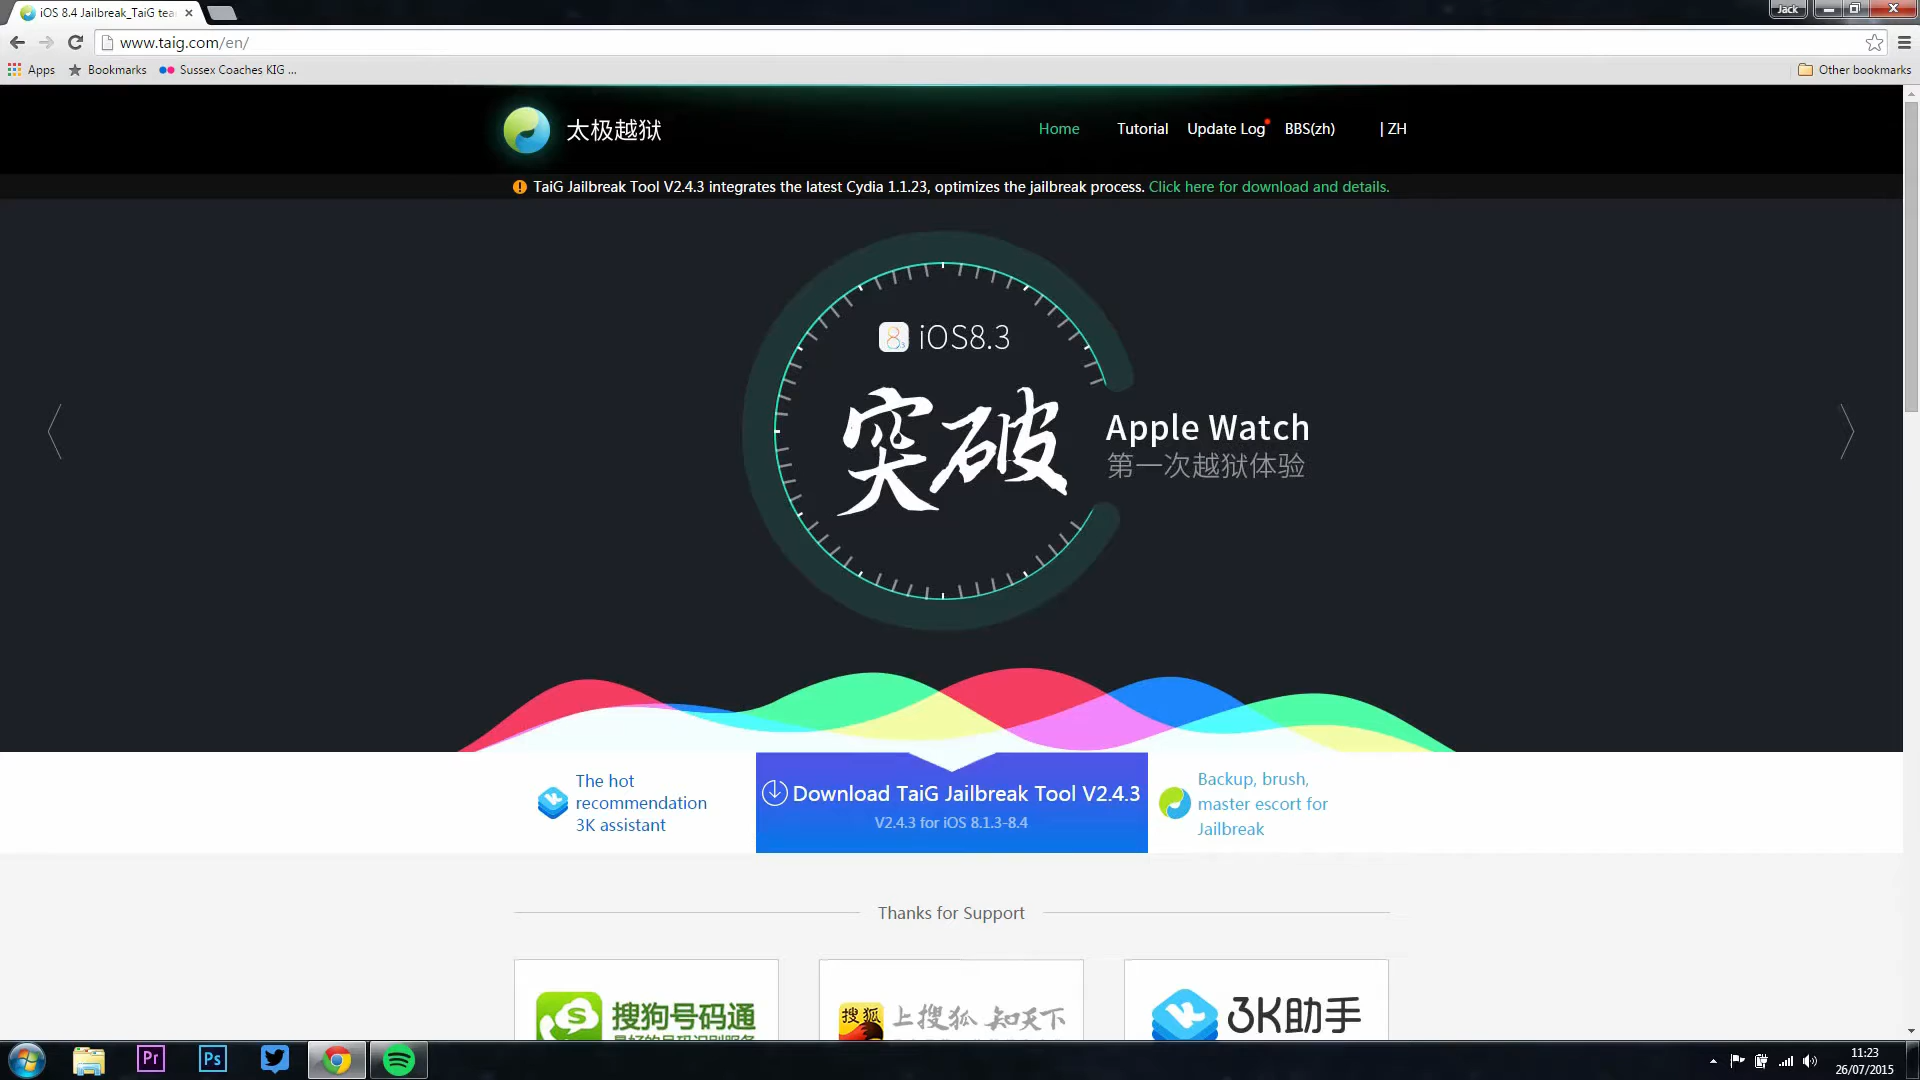 iOS 8.4 Jailbreak_TaiG tea
Jack
www.taig.com/en/
Apps
Bookmarks
Sussex Coaches KIG ...
Other bookmarks
太极越狱
Home
Tutorial
Update Log
BBS(zh)
| ZH
TaiG Jailbreak Tool V2.4.3 integrates the latest Cydia 1.1.23, optimizes the jailbreak process. Click here for download and details.
iOS8.3
突破
Apple Watch
第一次越狱体验
The hot
recommendation
3K assistant
Download TaiG Jailbreak Tool V2.4.3
V2.4.3 for iOS 8.1.3-8.4
Backup, brush,
master escort for
Jailbreak
Thanks for Support
搜狗号码通
搜狐
上搜狐 知天下
3K助手
Pr
Ps
11:23
26/07/2015